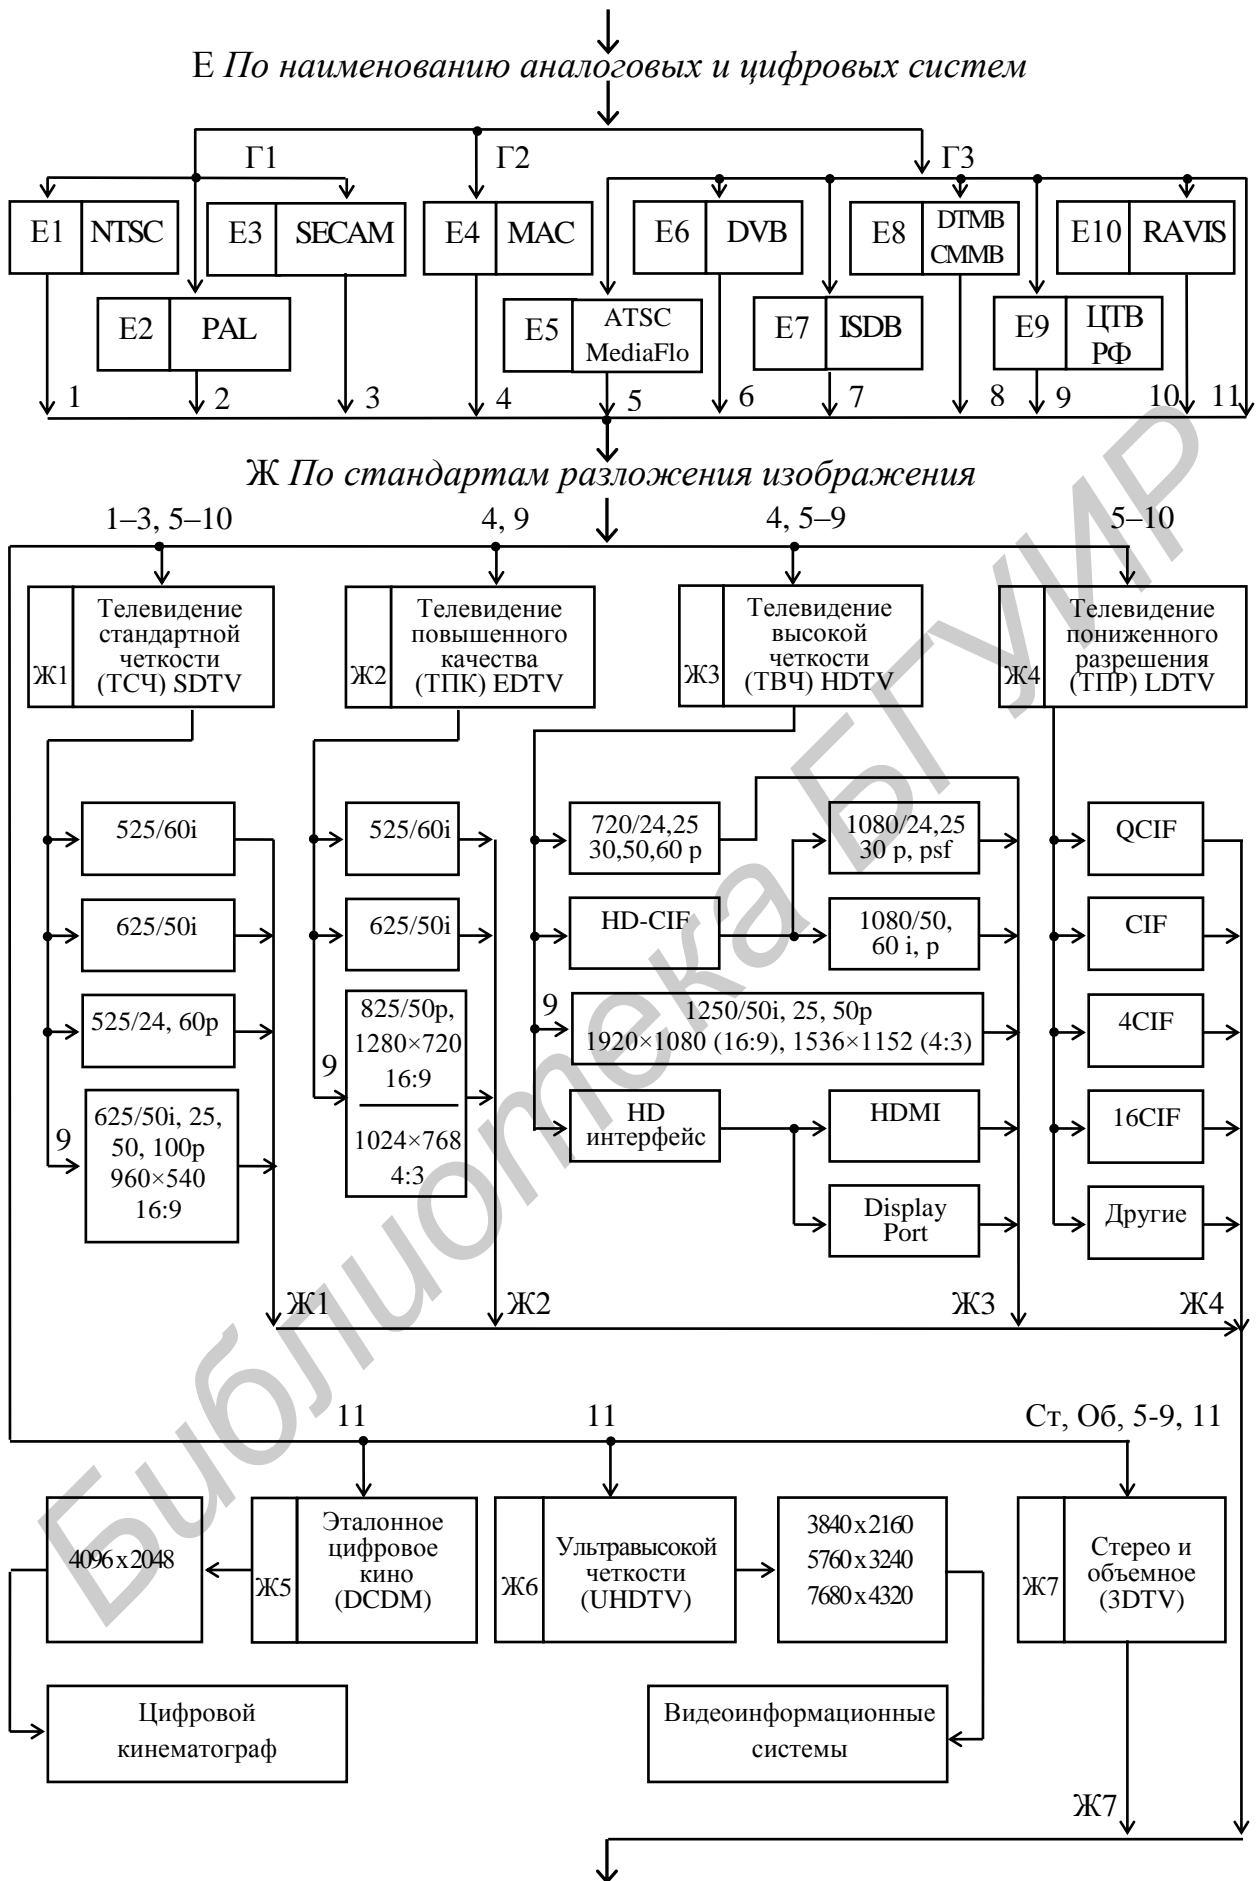 Е По наименованию аналоговых и цифровых систем
Г1
Г2
Г3
Е1 NTSC
Е3 SECAM
Е4 MAC
Е6 DVB
Е8
DTMB
CMMB
Е10 RAVIS
Е2 PAL
Е5
ATSC
MediaFlo
Е7 ISDB
Е9
ЦТВ
РФ
1
2
3
4
5
6
7
8
9
10
11
Ж По стандартам разложения изображения
1–3, 5–10
4, 9
4, 5–9
5–10
Ж1
Телевидение
стандартной
четкости
(ТСЧ) SDTV
Ж2
Телевидение
повышенного
качества
(ТПК) EDTV
Ж3
Телевидение
высокой
четкости
(ТВЧ) HDTV
Ж4
Телевидение
пониженного
разрешения
(ТПР) LDTV
525/60i
625/50i
525/24, 60p
9
625/50i, 25,
50, 100p
960×540
16:9
525/60i
625/50i
9
825/50p,
1280×720
16:9
1024×768
4:3
720/24,25
30,50,60 p
1080/24,25
30 p, psf
HD-CIF
1080/50,
60 i, p
9
1250/50i, 25, 50p
1920×1080 (16:9), 1536×1152 (4:3)
HD
интерфейс
HDMI
Display
Port
QCIF
CIF
4CIF
16CIF
Другие
Ж1
Ж2
Ж3
Ж4
11
11
Ст, Об, 5-9, 11
4096x2048
Ж5
Эталонное
цифровое
кино
(DCDM)
Ж6
Ультравысокой
четкости
(UHDTV)
3840x2160
5760x3240
7680x4320
Ж7
Стерео и
объемное
(3DTV)
Цифровой
кинематограф
Видеоинформационные
системы
Ж7
Библиотека БГУИР